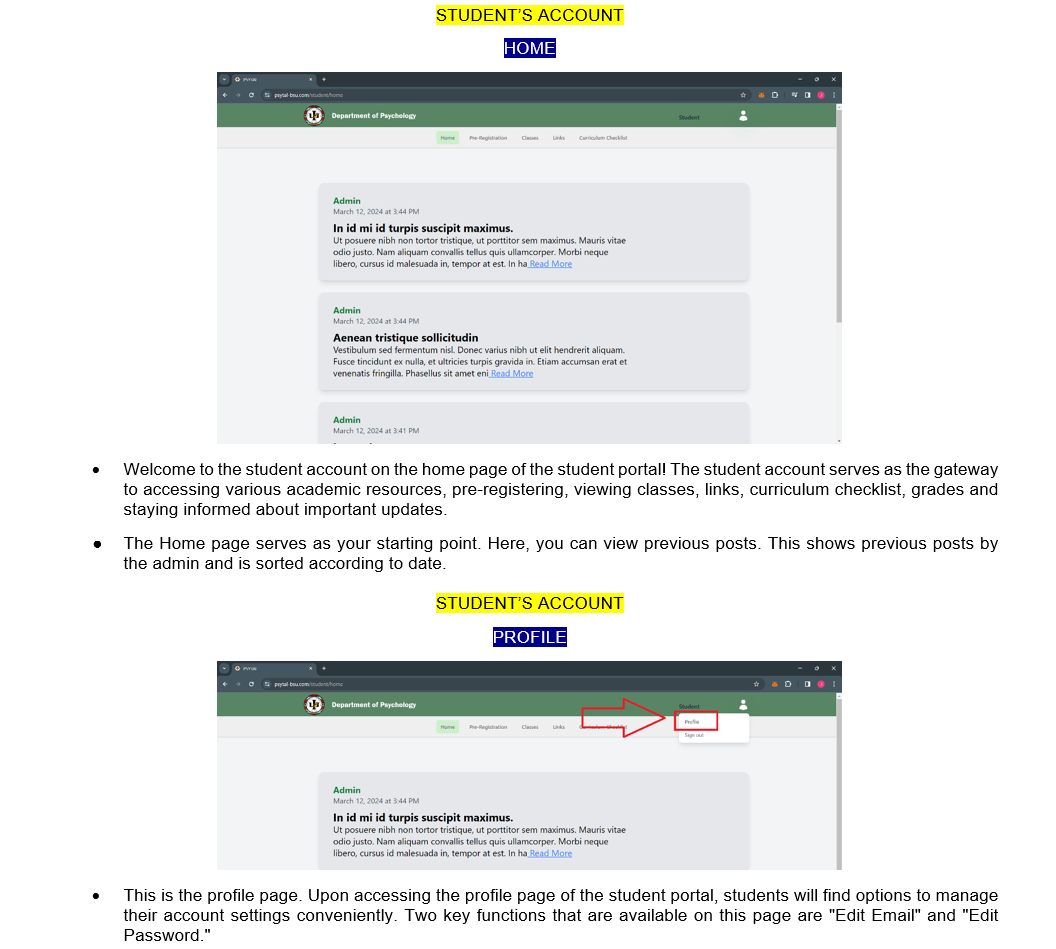 STUDENT’S ACCOUNT
HOME
PSYTAL
psytal-bsu.com/student/home
Department of Psychology
Student
Home Pre-Registration Classes Links Curriculum Checklist
Admin
March 12, 2024 at 3:44 PM
In id mi id turpis suscipit maximus.
Ut posuere nibh non tortor tristique, ut porttitor sem maximus. Mauris vitae
odio justo. Nam aliquam convallis tellus quis ullamcorper. Morbi neque
libero, cursus id malesuada in, tempor at est. In ha Read More
Admin
March 12, 2024 at 3:44 PM
Aenean tristique sollicitudin
Vestibulum sed fermentum nisl. Donec varius nibh ut elit hendrerit aliquam.
Fusce tincidunt ex nulla, et ultricies turpis gravida in. Etiam accumsan erat et
venenatis fringilla. Phasellus sit amet eni Read More
Admin
March 12, 2024 at 3:41 PM
• Welcome to the student account on the home page of the student portal! The student account serves as the gateway
to accessing various academic resources, pre-registering, viewing classes, links, curriculum checklist, grades and
staying informed about important updates.
• The Home page serves as your starting point. Here, you can view previous posts. This shows previous posts by
the admin and is sorted according to date.
STUDENT’S ACCOUNT
PROFILE
PSYTAL
psytal-bsu.com/student/home
Department of Psychology
Student
Profile
Home Pre-Registration Classes Links Curriculum Checklist
Sign out
Admin
March 12, 2024 at 3:44 PM
In id mi id turpis suscipit maximus.
Ut posuere nibh non tortor tristique, ut porttitor sem maximus. Mauris vitae
odio justo. Nam aliquam convallis tellus quis ullamcorper. Morbi neque
libero, cursus id malesuada in, tempor at est. In ha Read More
• This is the profile page. Upon accessing the profile page of the student portal, students will find options to manage
their account settings conveniently. Two key functions that are available on this page are "Edit Email" and "Edit
Password."